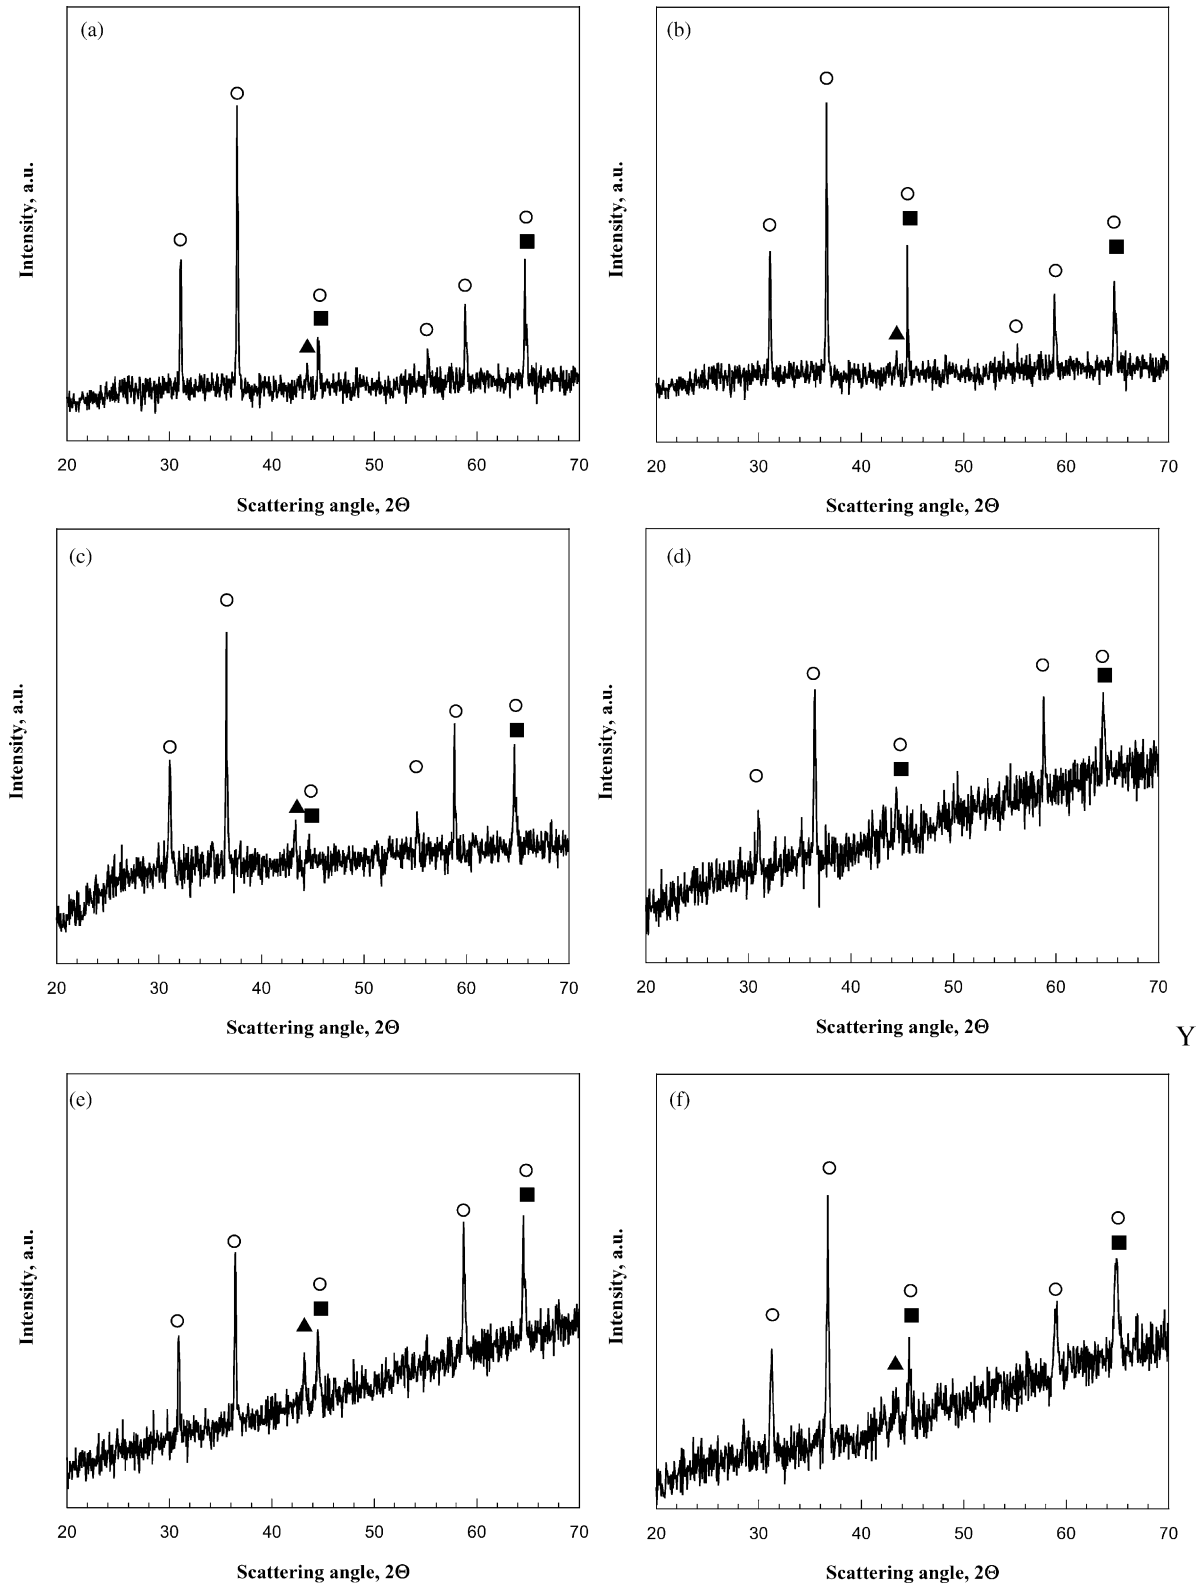 (a)
Intensity, a.u.
20 30 40 50 60 70
Scattering angle, 2Θ
(b)
Intensity, a.u.
20 30 40 50 60 70
Scattering angle, 2Θ
(c)
Intensity, a.u.
20 30 40 50 60 70
Scattering angle, 2Θ
(d)
Intensity, a.u.
20 30 40 50 60 70
Scattering angle, 2Θ
Y
(e)
Intensity, a.u.
20 30 40 50 60 70
Scattering angle, 2Θ
(f)
Intensity, a.u.
20 30 40 50 60 70
Scattering angle, 2Θ